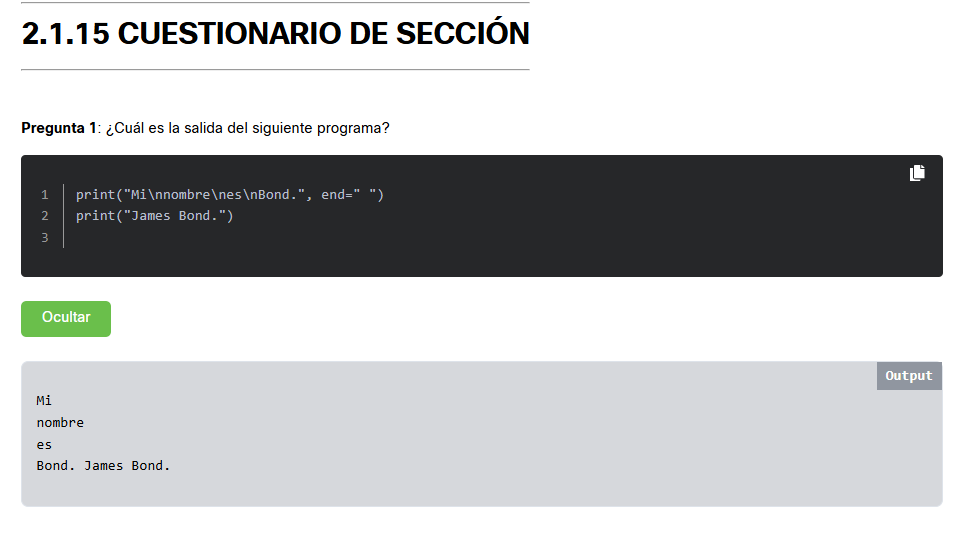 2.1.15 CUESTIONARIO DE SECCIÓN
Pregunta 1: ¿Cuál es la salida del siguiente programa?
1 print("Mi\nnombre\nes\nBond.", end=" ")
2 print("James Bond.")
3
Ocultar
Output
Mi
nombre
es
Bond. James Bond.